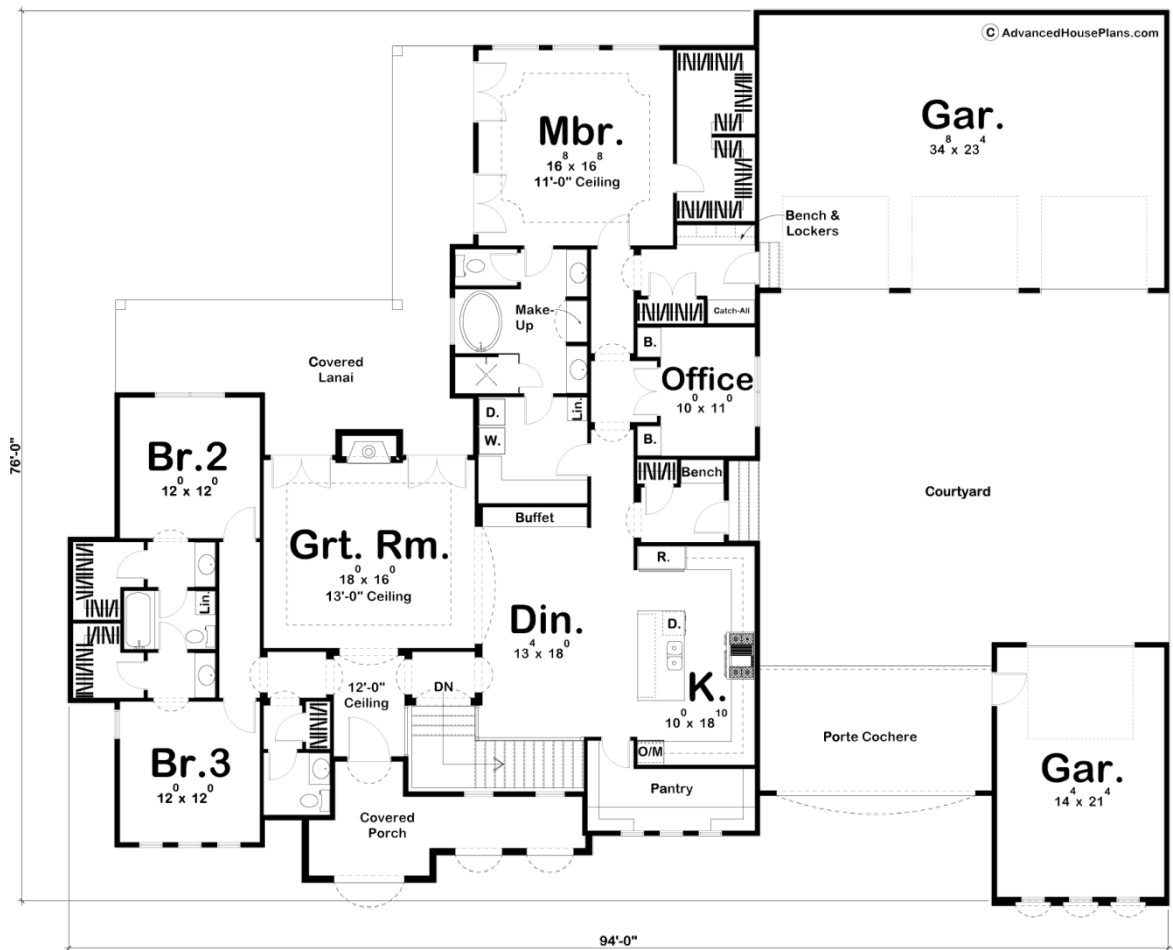 © AdvancedHousePlans.com
Mbr.
16⁸ x 16⁸
11'-0" Ceiling
Gar.
34⁸ x 23⁴
Bench &
Lockers
Catch-All
Make-
Up
B.
Office
10⁰ x 11⁰
B.
Covered
Lanai
D.
W.
Lin.
76'-0"
Br.2
12⁰ x 12⁰
Bench
Courtyard
Buffet
Grt. Rm.
18⁰ x 16⁰
13'-0" Ceiling
R.
Lin.
Din.
13⁴ x 18⁰
D.
K.
10⁰ x 18¹⁰
12'-0"
Ceiling
DN
O/M
Porte Cochere
Br.3
12⁰ x 12⁰
Gar.
14⁴ x 21⁴
Pantry
Covered
Porch
94'-0"